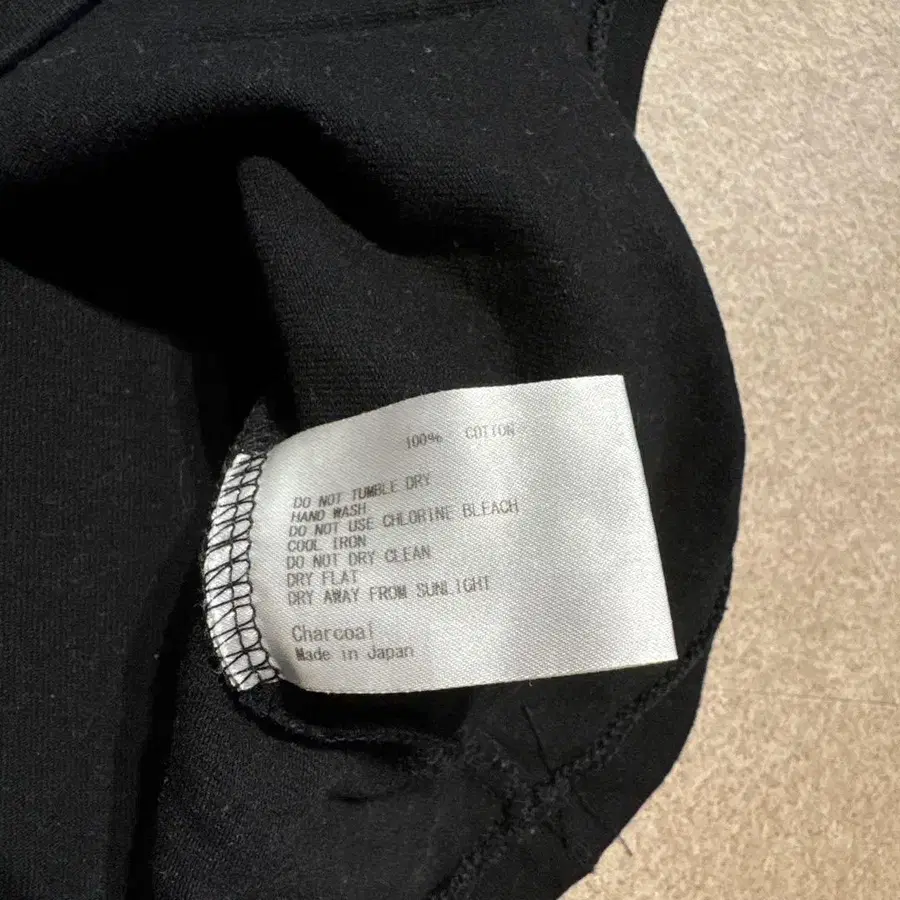 100% COTTON
DO NOT TUMBLE DRY
HAND WASH
DO NOT USE CHLORINE BLEACH
COOL IRON
DO NOT DRY CLEAN
DRY FLAT
DRY AWAY FROM SUNLIGHT
Charcoal
Made in Japan